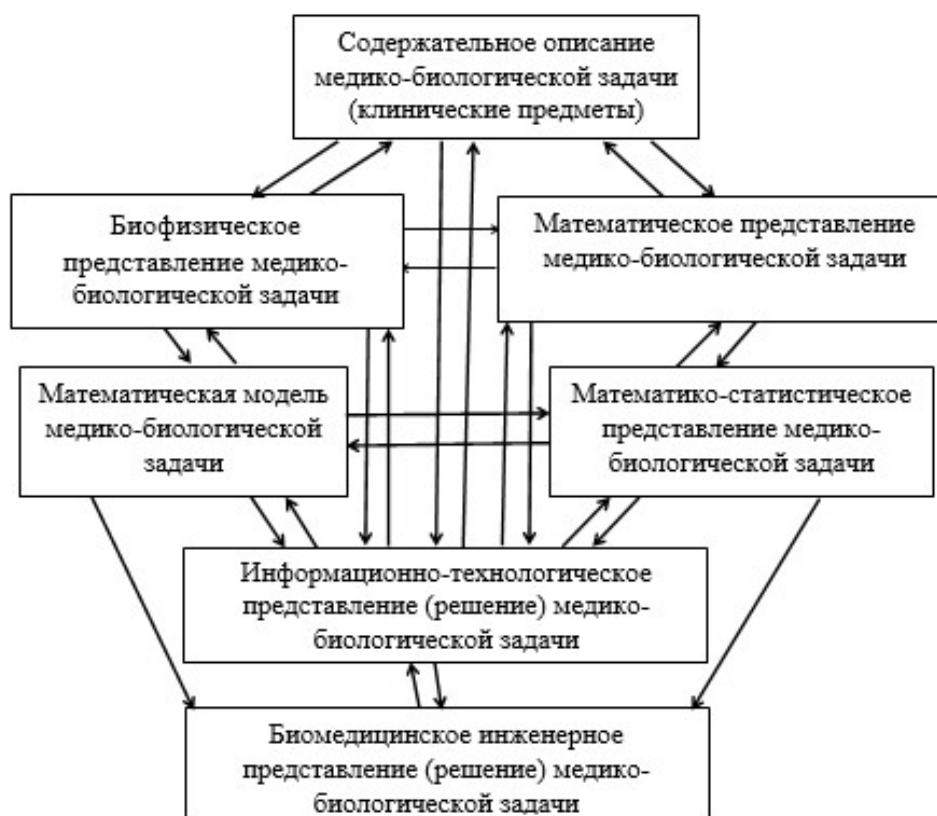 Содержательное описание
медико-биологической задачи
(клинические предметы)
Биофизическое
представление медико-
биологической задачи
Математическое представление
медико-биологической задачи
Математическая модель
медико-биологической
задачи
Математико-статистическое
представление медико-
биологической задачи
Информационно-технологическое
представление (решение) медико-
биологической задачи
Биомедицинское инженерное
представление (решение) медико-
биологической задачи